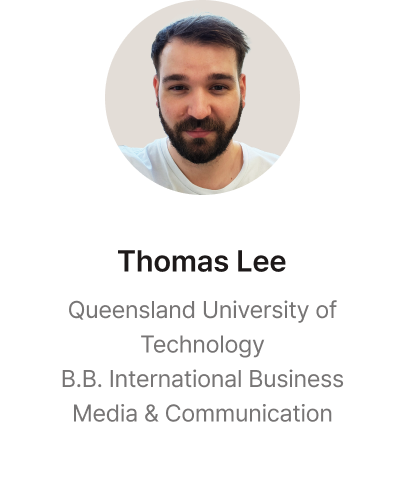 Thomas Lee
Queensland University of
Technology
B.B. International Business
Media & Communication